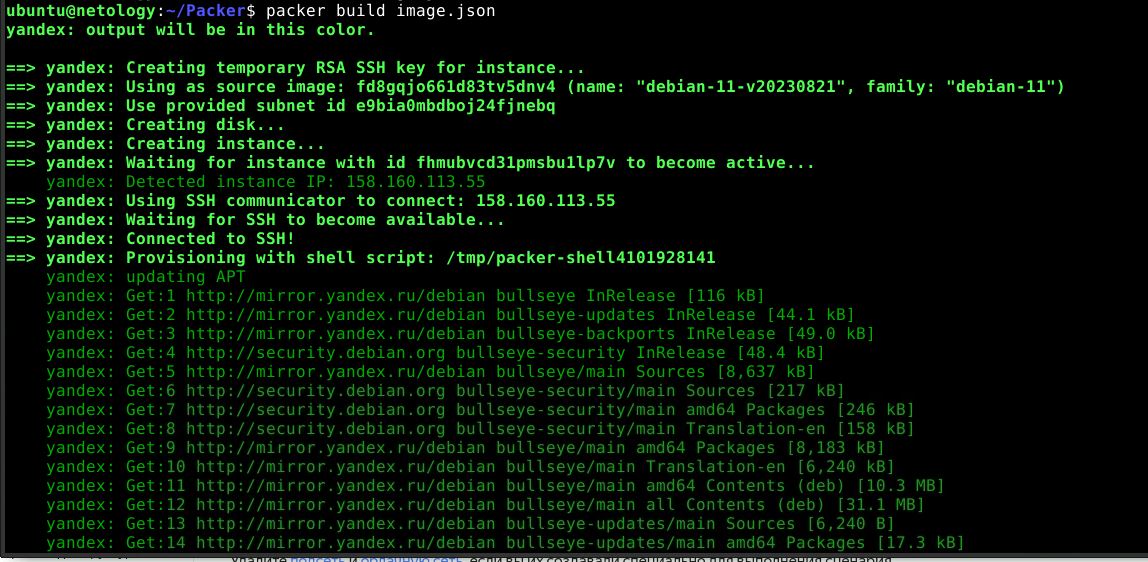 ubuntu@netology:~/Packer$ packer build image.json
yandex: output will be in this color.
==> yandex: Creating temporary RSA SSH key for instance...
==> yandex: Using as source image: fd8gqjo661d83tv5dnv4 (name: "debian-11-v20230821", family: "debian-11")
==> yandex: Use provided subnet id e9bia0mbdboj24fjnebq
==> yandex: Creating disk...
==> yandex: Creating instance...
==> yandex: Waiting for instance with id fhmubvcd31pmsbu1lp7v to become active...
yandex: Detected instance IP: 158.160.113.55
==> yandex: Using SSH communicator to connect: 158.160.113.55
==> yandex: Waiting for SSH to become available...
==> yandex: Connected to SSH!
==> yandex: Provisioning with shell script: /tmp/packer-shell4101928141
yandex: updating APT
yandex: Get:1 http://mirror.yandex.ru/debian bullseye InRelease [116 kB]
yandex: Get:2 http://mirror.yandex.ru/debian bullseye-updates InRelease [44.1 kB]
yandex: Get:3 http://mirror.yandex.ru/debian bullseye-backports InRelease [49.0 kB]
yandex: Get:4 http://security.debian.org bullseye-security InRelease [48.4 kB]
yandex: Get:5 http://mirror.yandex.ru/debian bullseye/main Sources [8,637 kB]
yandex: Get:6 http://security.debian.org bullseye-security/main Sources [217 kB]
yandex: Get:7 http://security.debian.org bullseye-security/main amd64 Packages [246 kB]
yandex: Get:8 http://security.debian.org bullseye-security/main Translation-en [158 kB]
yandex: Get:9 http://mirror.yandex.ru/debian bullseye/main amd64 Packages [8,183 kB]
yandex: Get:10 http://mirror.yandex.ru/debian bullseye/main Translation-en [6,240 kB]
yandex: Get:11 http://mirror.yandex.ru/debian bullseye/main amd64 Contents (deb) [10.3 MB]
yandex: Get:12 http://mirror.yandex.ru/debian bullseye/main all Contents (deb) [31.1 MB]
yandex: Get:13 http://mirror.yandex.ru/debian bullseye-updates/main Sources [6,240 B]
yandex: Get:14 http://mirror.yandex.ru/debian bullseye-updates/main amd64 Packages [17.3 kB]